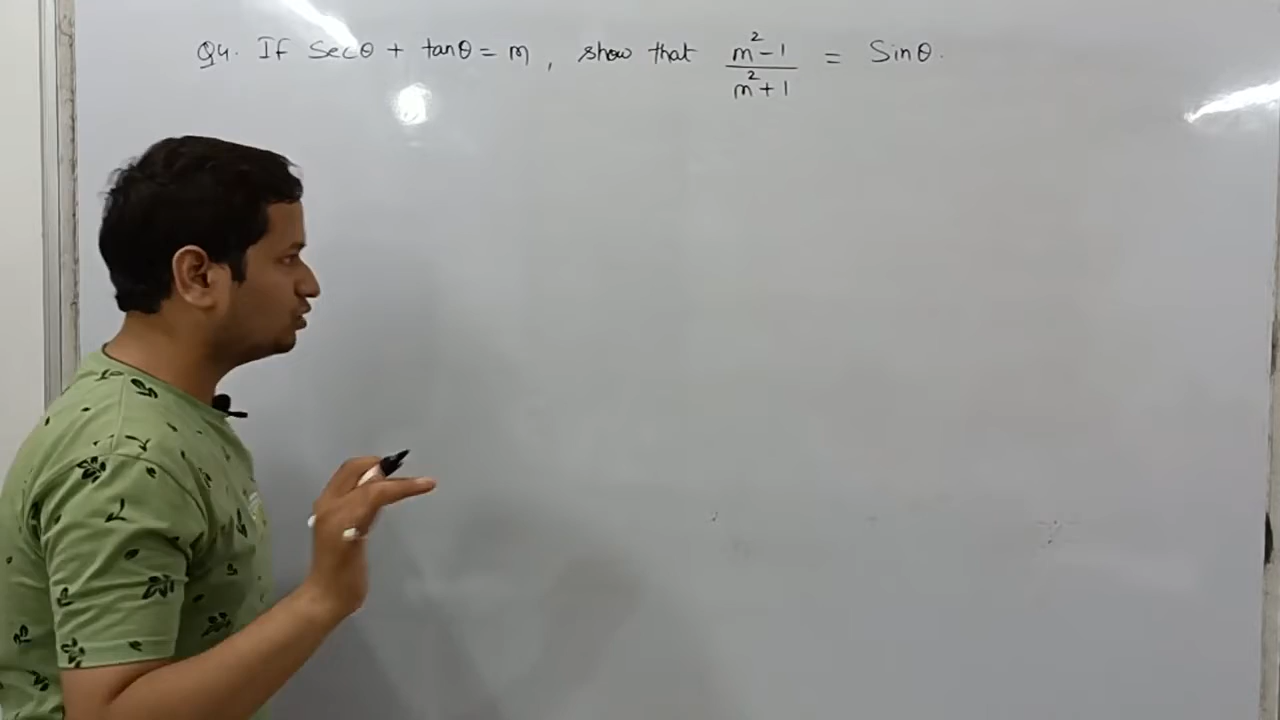 Q4. If Secθ + tanθ = m, show that (m²-1)/(m²+1) = Sinθ.